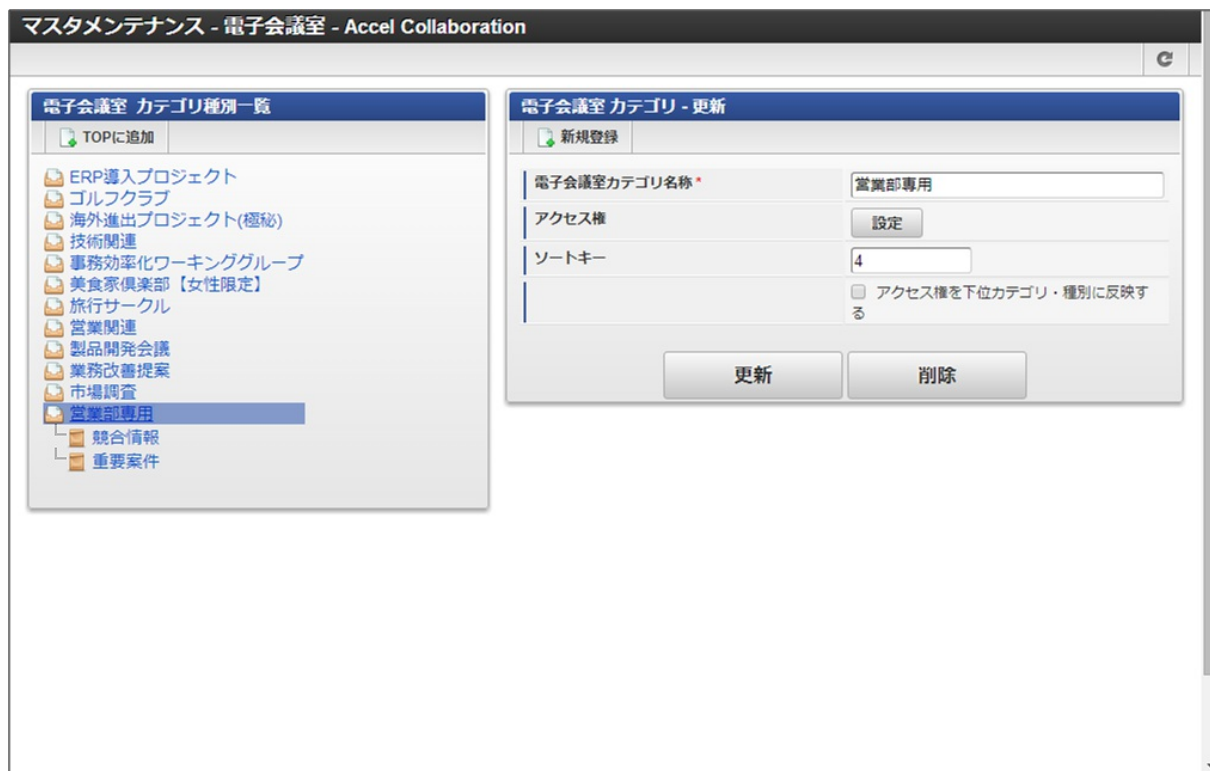 マスタメンテナンス - 電子会議室 - Accel Collaboration
電子会議室 カテゴリ種別一覧
TOPに追加
ERP導入プロジェクト
ゴルフクラブ
海外進出プロジェクト(極秘)
技術関連
事務効率化ワーキンググループ
美食家倶楽部【女性限定】
旅行サークル
営業関連
製品開発会議
業務改善提案
市場調査
営業部専用
競合情報
重要案件
電子会議室 カテゴリ - 更新
新規登録
電子会議室カテゴリ名称* 営業部専用
アクセス権 設定
ソートキー 4
アクセス権を下位カテゴリ・種別に反映す
る
更新 削除